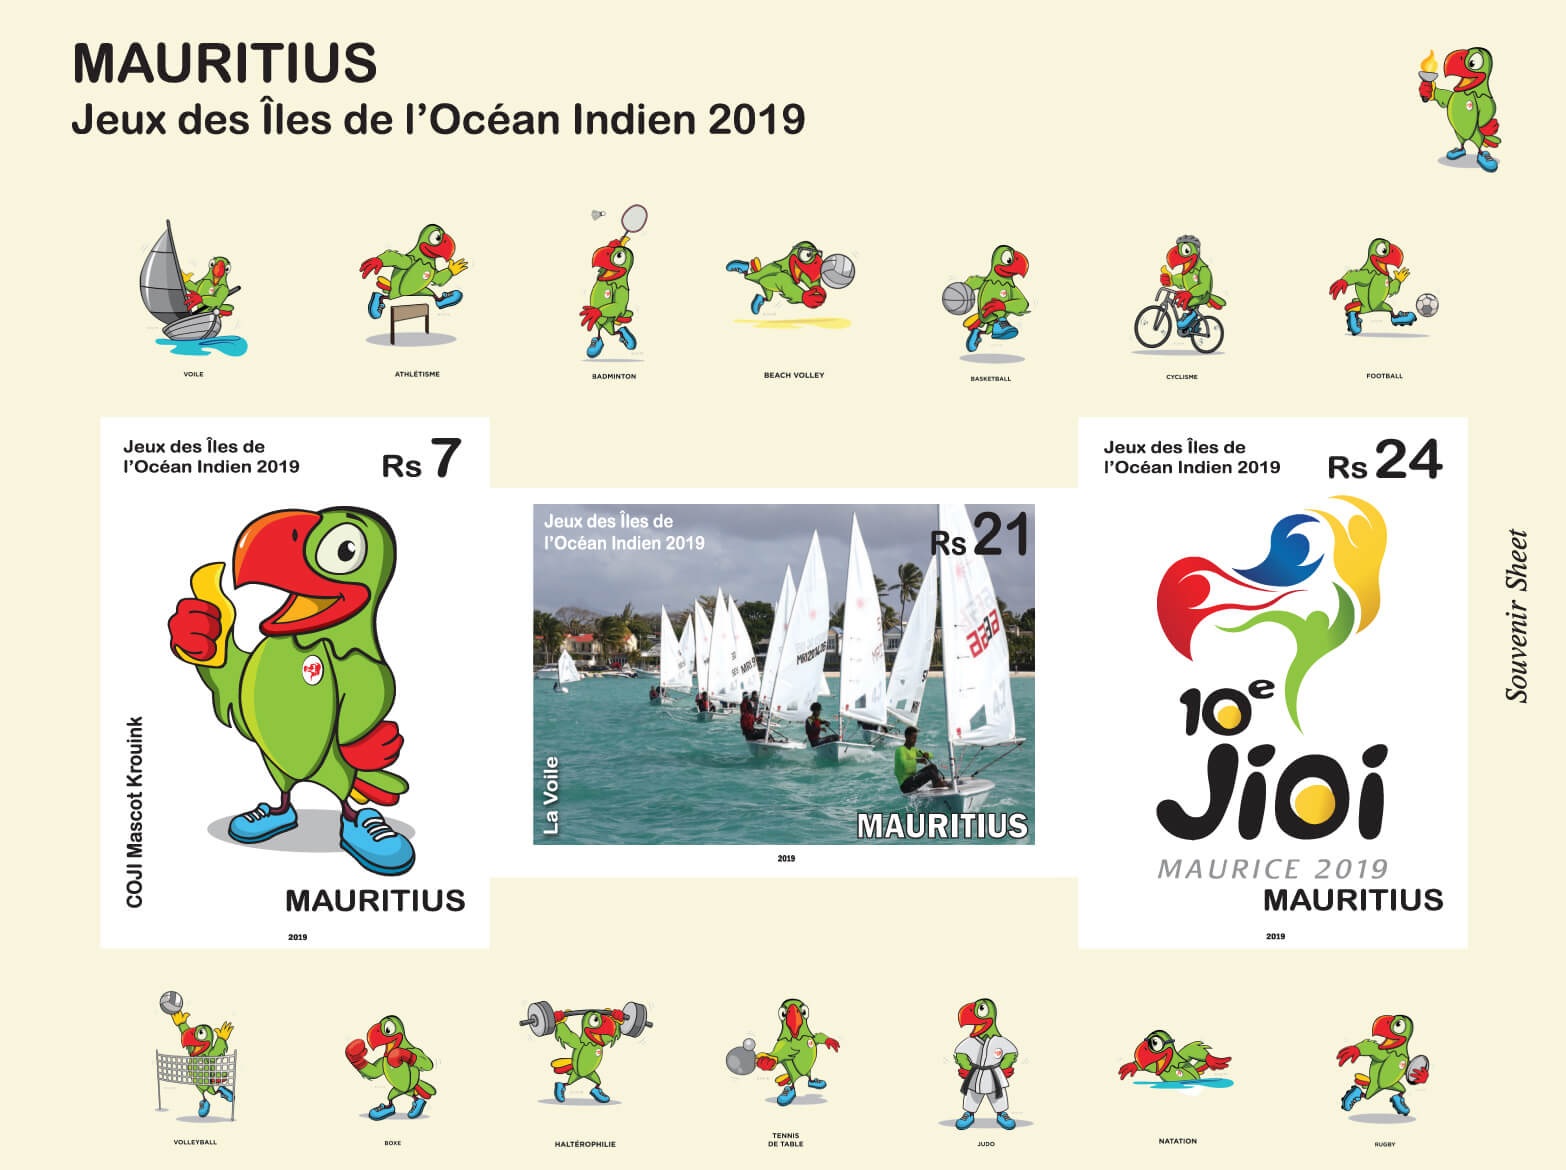 MAURITIUS
Jeux des Îles de l’Océan Indien 2019
VOILE
ATHLÉTISME
BADMINTON
BEACH VOLLEY
BASKETBALL
CYCLISME
FOOTBALL
Jeux des Îles de
l’Océan Indien 2019
Rs 7
COJI Mascot Krouink
MAURITIUS
2019
Jeux des Îles de
l’Océan Indien 2019
Rs 21
La Voile
MAURITIUS
2019
Jeux des Îles de
l’Océan Indien 2019
Rs 24
10e
Jioi
MAURICE 2019
MAURITIUS
2019
Souvenir Sheet
VOLLEYBALL
BOXE
HALTÉROPHILIE
TENNIS
DE TABLE
JUDO
NATATION
RUGBY